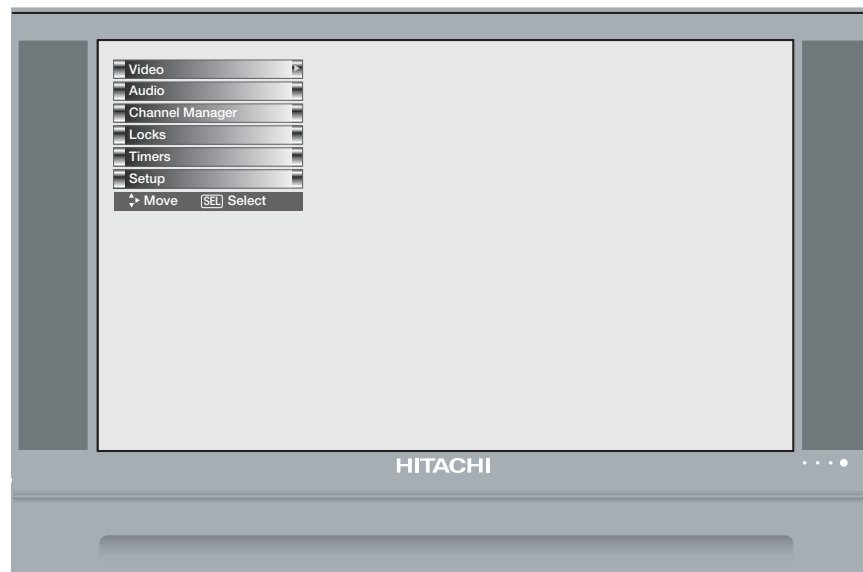 Video
Audio
Channel Manager
Locks
Timers
Setup
Move SEL Select
HITACHI